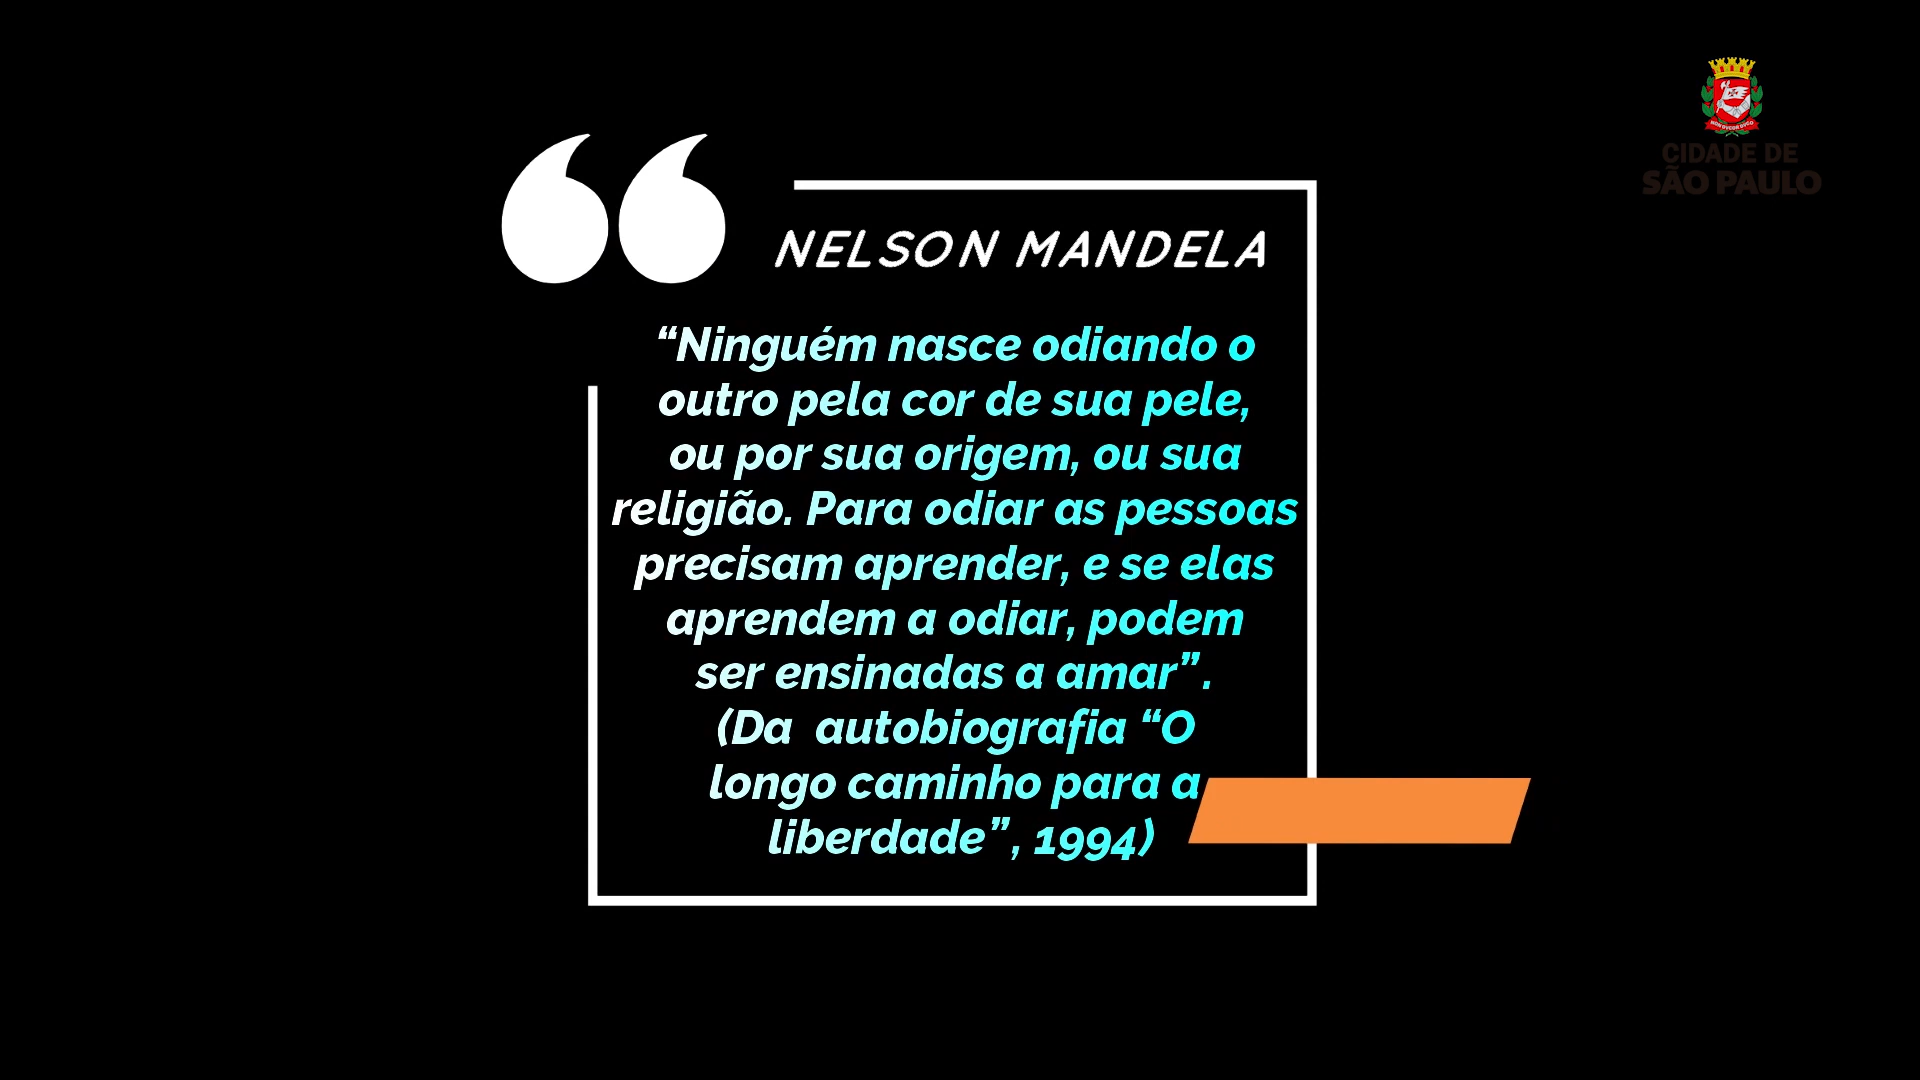 CIDADE DE
SÃO PAULO
NELSON MANDELA
“Ninguém nasce odiando o
outro pela cor de sua pele,
ou por sua origem, ou sua
religião. Para odiar as pessoas
precisam aprender, e se elas
aprendem a odiar, podem
ser ensinadas a amar”.
(Da  autobiografia “O
longo caminho para a
liberdade”, 1994)